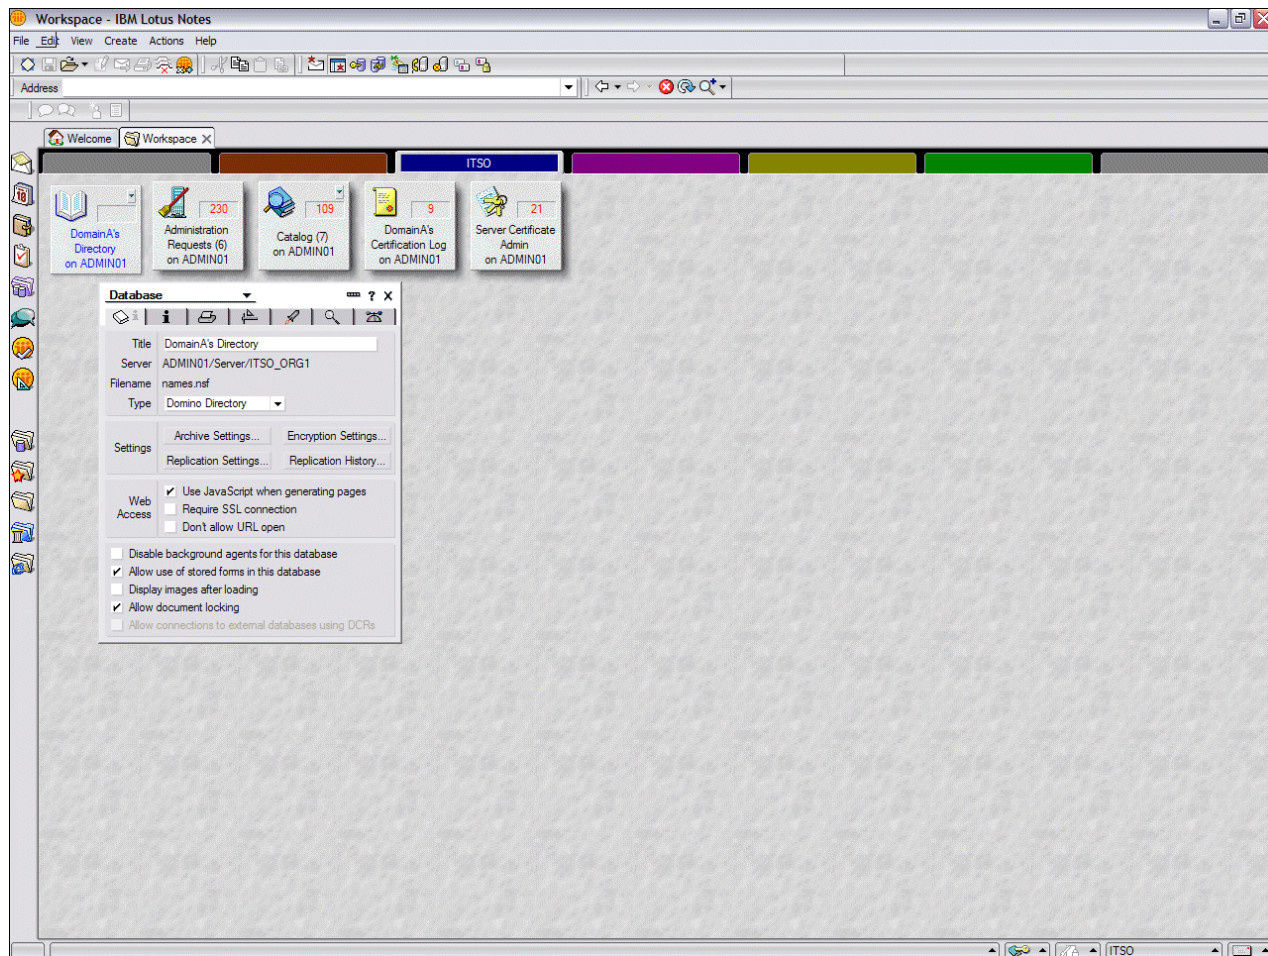 Workspace - IBM Lotus Notes
File Edit View Create Actions Help
Address
Welcome Workspace
ITSO
230
109
9
21
DomainA's
Directory
on ADMIN01
Administration
Requests (6)
on ADMIN01
Catalog (7)
on ADMIN01
DomainA's
Certification Log
on ADMIN01
Server Certificate
Admin
on ADMIN01
Database
Title DomainA's Directory
Server ADMIN01/Server/ITSO_ORG1
Filename names.nsf
Type Domino Directory
Settings
Archive Settings... Encryption Settings...
Replication Settings... Replication History...
Web
Access
Use JavaScript when generating pages
Require SSL connection
Don't allow URL open
Disable background agents for this database
Allow use of stored forms in this database
Display images after loading
Allow document locking
Allow connections to external databases using DCRs
ITSO